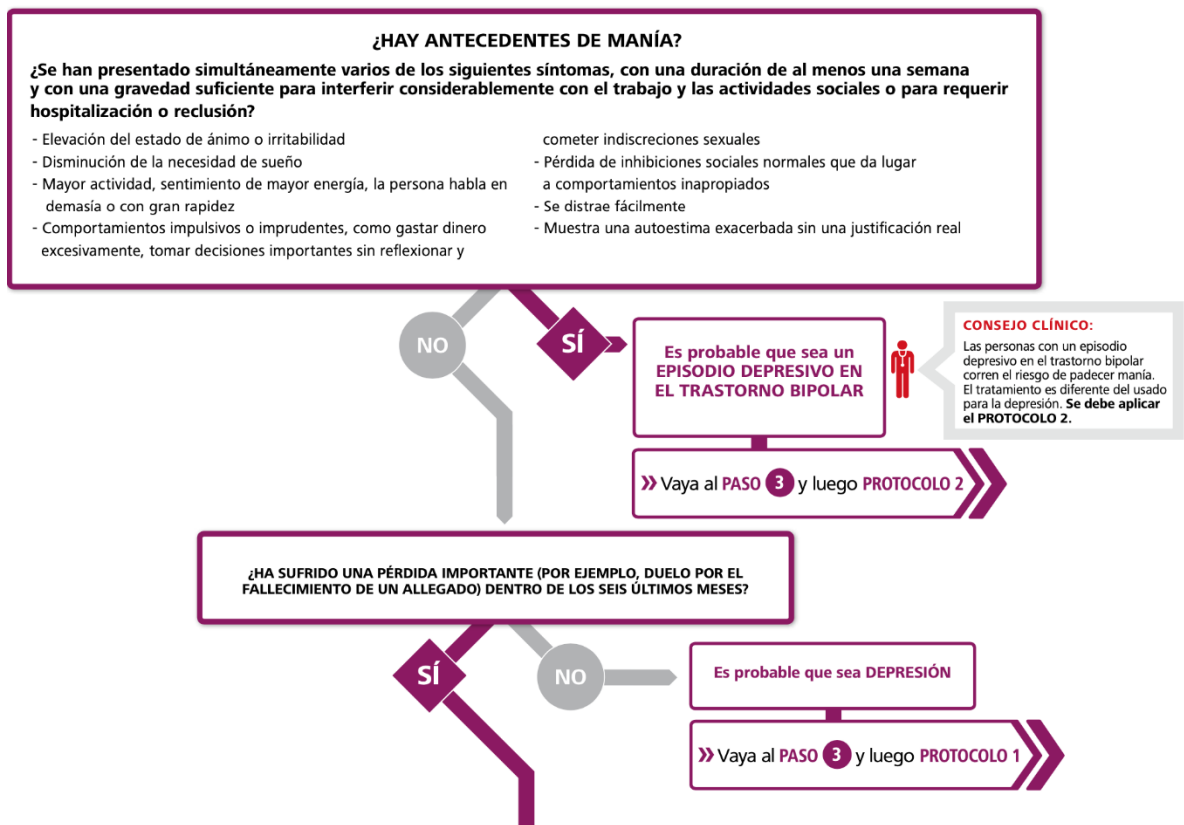 ¿HAY ANTECEDENTES DE MANÍA?
¿Se han presentado simultáneamente varios de los siguientes síntomas, con una duración de al menos una semana
y con una gravedad suficiente para interferir considerablemente con el trabajo y las actividades sociales o para requerir
hospitalización o reclusión?
- Elevación del estado de ánimo o irritabilidad
- Disminución de la necesidad de sueño
- Mayor actividad, sentimiento de mayor energía, la persona habla en
demasía o con gran rapidez
- Comportamientos impulsivos o imprudentes, como gastar dinero
excesivamente, tomar decisiones importantes sin reflexionar y
cometer indiscreciones sexuales
- Pérdida de inhibiciones sociales normales que da lugar
a comportamientos inapropiados
- Se distrae fácilmente
- Muestra una autoestima exacerbada sin una justificación real
NO
SÍ
Es probable que sea un
EPISODIO DEPRESIVO EN
EL TRASTORNO BIPOLAR
CONSEJO CLÍNICO:
Las personas con un episodio
depresivo en el trastorno bipolar
corren el riesgo de padecer manía.
El tratamiento es diferente del usado
para la depresión. Se debe aplicar
el PROTOCOLO 2.
» Vaya al PASO 3 y luego PROTOCOLO 2
¿HA SUFRIDO UNA PÉRDIDA IMPORTANTE (POR EJEMPLO, DUELO POR EL
FALLECIMIENTO DE UN ALLEGADO) DENTRO DE LOS SEIS ÚLTIMOS MESES?
SÍ
NO
Es probable que sea DEPRESIÓN
» Vaya al PASO 3 y luego PROTOCOLO 1